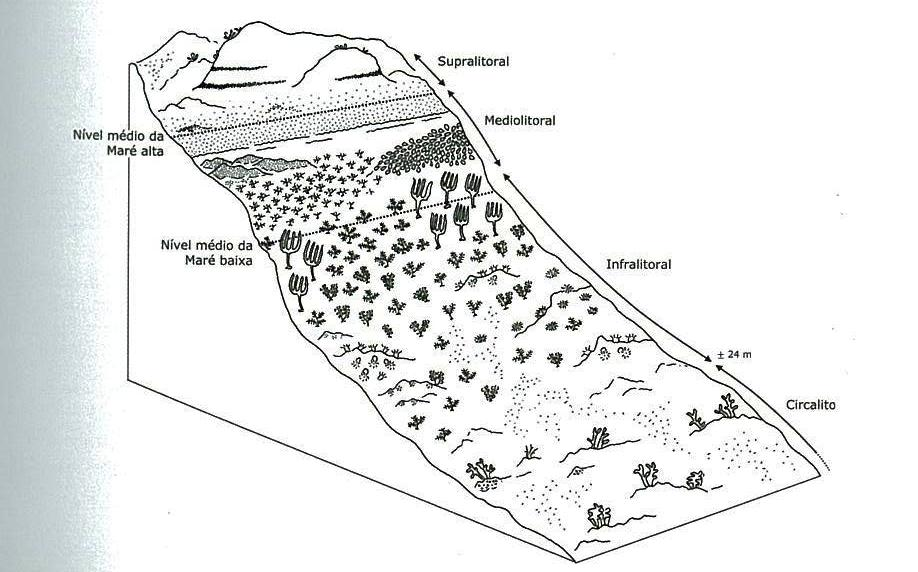 Supralitoral
Mediolitoral
Nível médio da
Maré alta
Nível médio da
Maré baixa
Infralitoral
± 24 m
Circalito